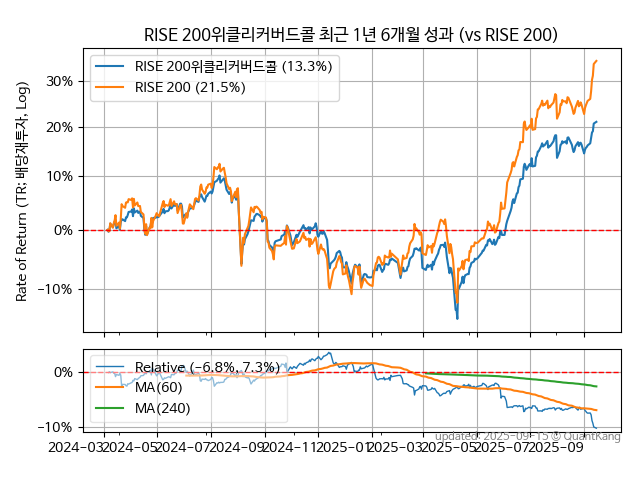 RISE 200위클리커버드콜 최근 1년 6개월 성과 (vs RISE 200)
Rate of Return (TR: 배당재투자, Log)
RISE 200위클리커버드콜 (13.3%)
RISE 200 (21.5%)
30%
20%
10%
0%
−10%
Relative (−6.8%, 7.3%)
MA(60)
MA(240)
0%
−10%
2024-03 2024-05 2024-07 2024-09 2024-11 2025-01 2025-03 2025-05 2025-07 2025-09
updated: 2025-09-15 © QuantKang